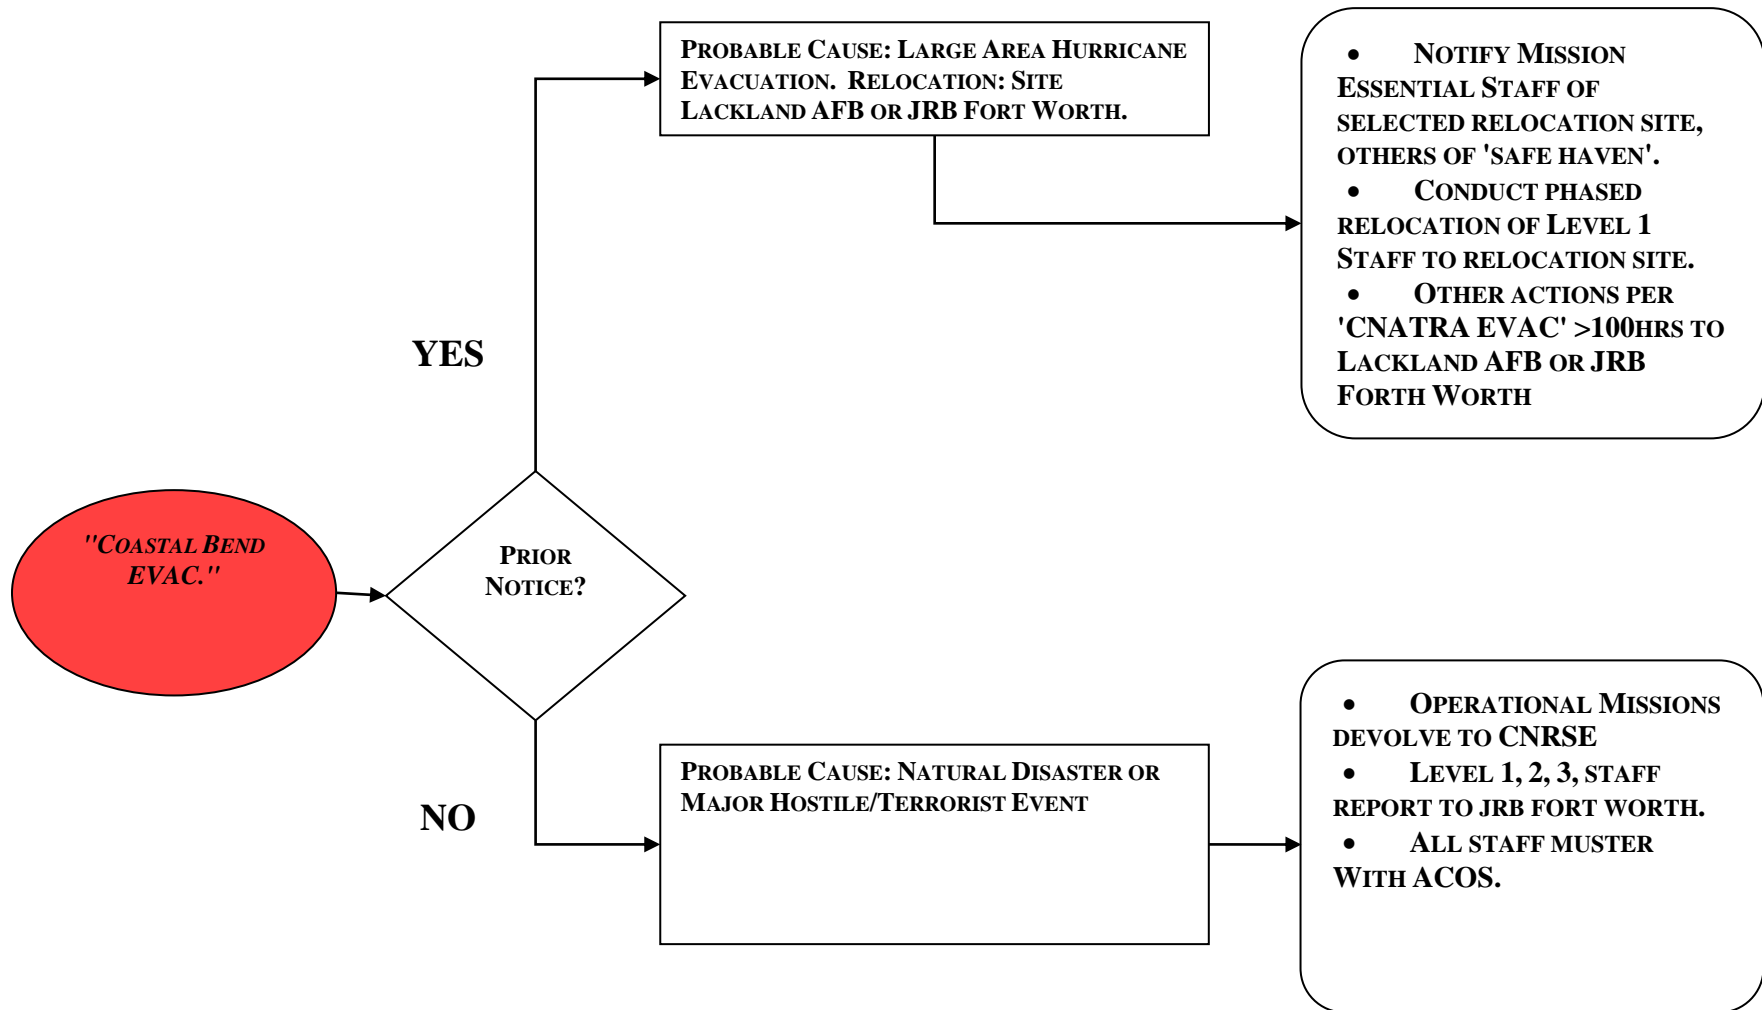 "Coastal Bend
EVAC."
Prior
Notice?
YES
Probable Cause: Large Area Hurricane
Evacuation.  Relocation: Site
Lackland AFB or JRB Fort Worth.
• Notify Mission
Essential Staff of
selected relocation site,
others of 'safe haven'.
• Conduct phased
relocation of Level 1
Staff to relocation site.
• Other actions per
'CNATRA EVAC' >100hrs to
Lackland AFB or JRB
Forth Worth
NO
Probable Cause: Natural Disaster or
Major Hostile/Terrorist Event
• Operational Missions
devolve to CNRSE
• Level 1, 2, 3, staff
report to jrb fort worth.
• All staff muster
With ACOS.